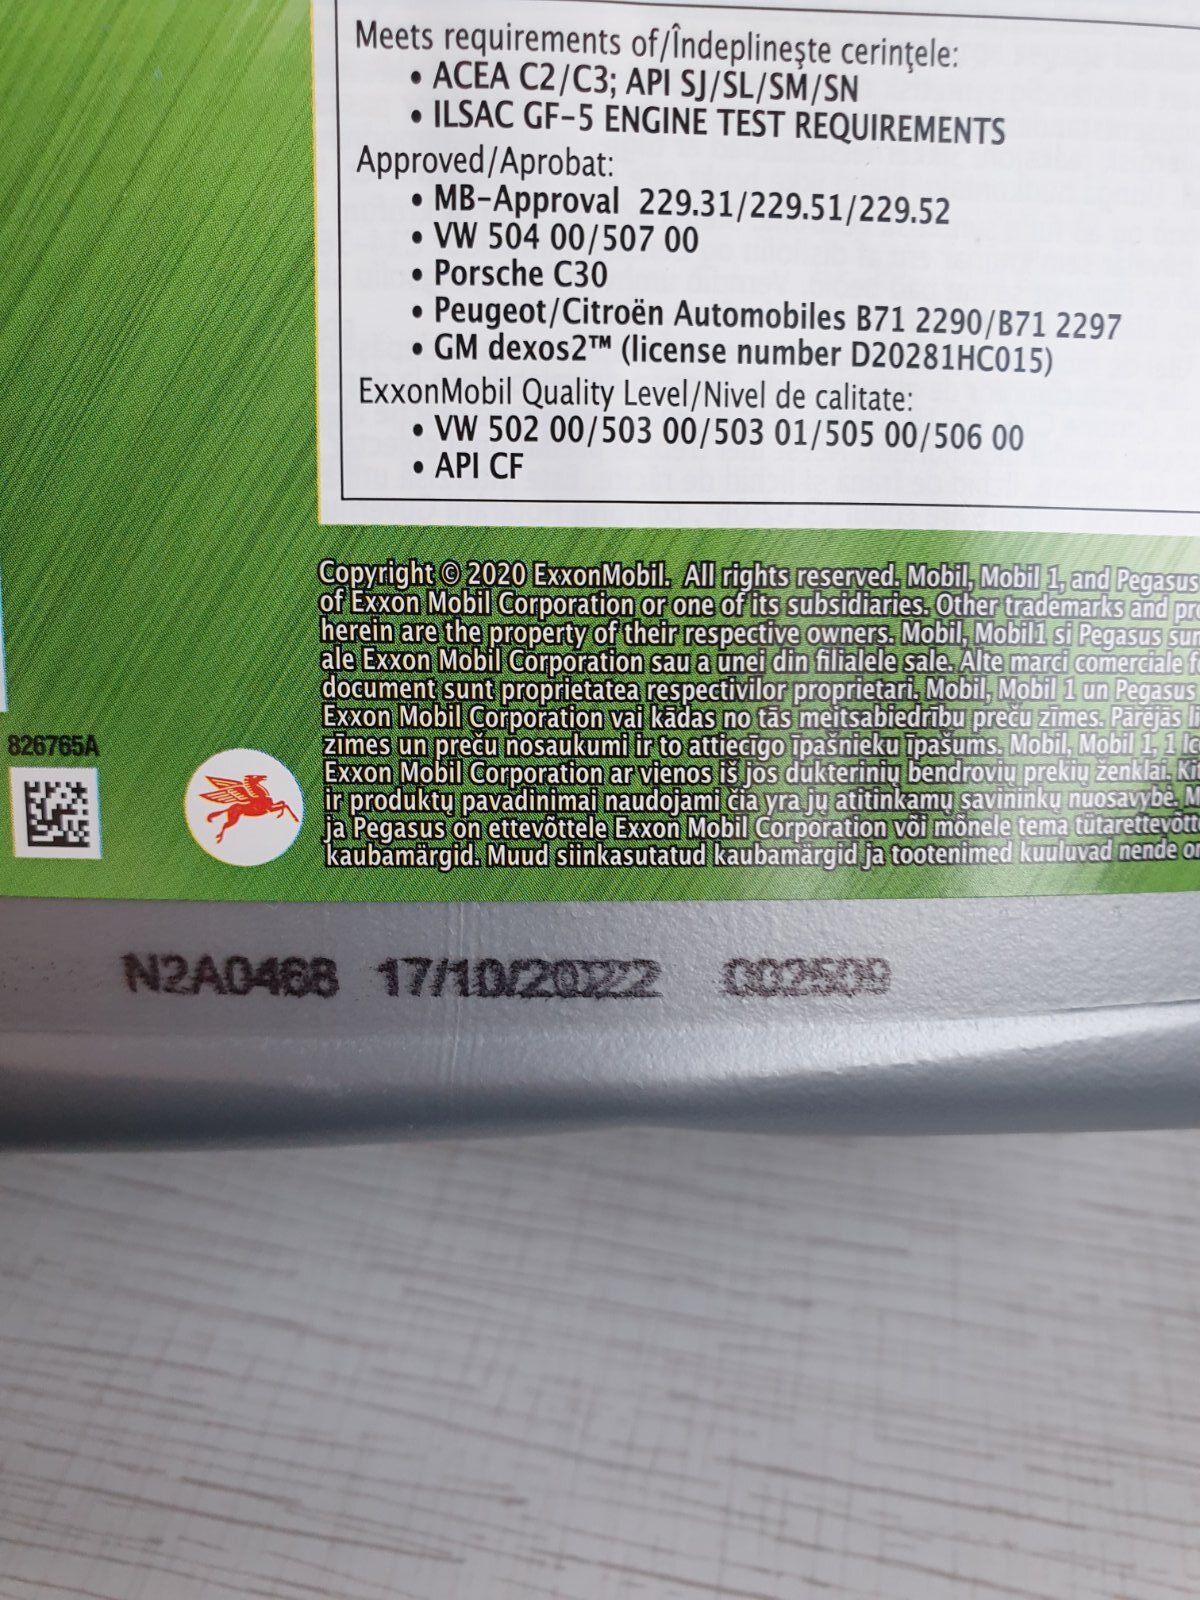 Meets requirements of/Îndeplineşte cerinţele:
• ACEA C2/C3; API SJ/SL/SM/SN
• ILSAC GF-5 ENGINE TEST REQUIREMENTS
Approved/Aprobat:
• MB-Approval 229.31/229.51/229.52
• VW 504 00/507 00
• Porsche C30
• Peugeot/Citroën Automobiles B71 2290/B71 2297
• GM dexos2™ (license number D20281HC015)
ExxonMobil Quality Level/Nivel de calitate:
• VW 502 00/503 00/503 01/505 00/506 00
• API CF
Copyright © 2020 ExxonMobil. All rights reserved. Mobil, Mobil 1, and Pegasus
of Exxon Mobil Corporation or one of its subsidiaries. Other trademarks and
herein are the property of their respective owners. Mobil, Mobil1 si Pegasus
ale Exxon Mobil Corporation sau a unei din filialele sale. Alte marci comerciale
document sunt proprietatea respectivilor proprietari. Mobil, Mobil 1 un Pegasus
Exxon Mobil Corporation vai kādas no tās meitsabiedrību preču zīmes. Pārējās
zīmes un preču nosaukumi ir to attiecīgo īpašnieku īpašums. Mobil, Mobil 1, 1
Exxon Mobil Corporation ar vienos iš jos dukterinių bendrovių prekių ženklai.
ir produktų pavadinimai naudojami čia yra jų atitinkamų savininkų nuosavybė.
ja Pegasus on ettevõttele Exxon Mobil Corporation või mõnele tema
kaubamärgid. Muud siinkasutatud kaubamärgid ja tootenimed kuuluvad nende
826765A
N2A0468 17/10/2022 002509